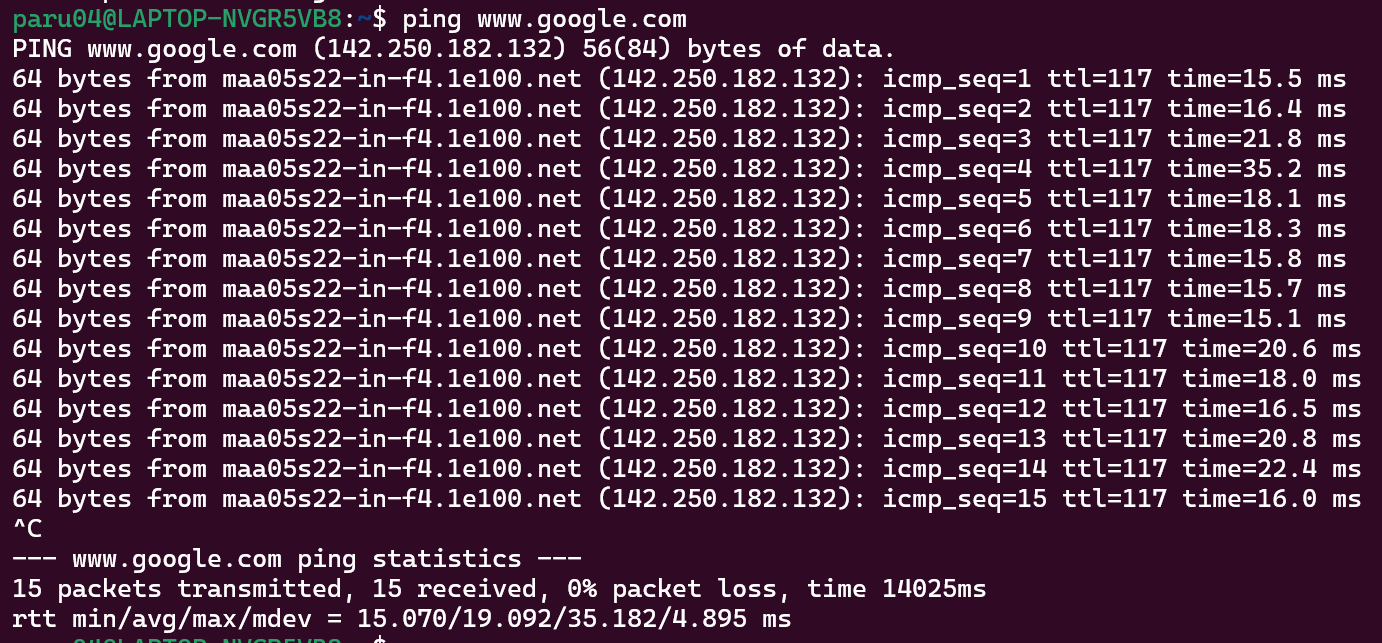 paru04@LAPTOP-NVGR5VB8:~$ ping www.google.com
PING www.google.com (142.250.182.132) 56(84) bytes of data.
64 bytes from maa05s22-in-f4.1e100.net (142.250.182.132): icmp_seq=1 ttl=117 time=15.5 ms
64 bytes from maa05s22-in-f4.1e100.net (142.250.182.132): icmp_seq=2 ttl=117 time=16.4 ms
64 bytes from maa05s22-in-f4.1e100.net (142.250.182.132): icmp_seq=3 ttl=117 time=21.8 ms
64 bytes from maa05s22-in-f4.1e100.net (142.250.182.132): icmp_seq=4 ttl=117 time=35.2 ms
64 bytes from maa05s22-in-f4.1e100.net (142.250.182.132): icmp_seq=5 ttl=117 time=18.1 ms
64 bytes from maa05s22-in-f4.1e100.net (142.250.182.132): icmp_seq=6 ttl=117 time=18.3 ms
64 bytes from maa05s22-in-f4.1e100.net (142.250.182.132): icmp_seq=7 ttl=117 time=15.8 ms
64 bytes from maa05s22-in-f4.1e100.net (142.250.182.132): icmp_seq=8 ttl=117 time=15.7 ms
64 bytes from maa05s22-in-f4.1e100.net (142.250.182.132): icmp_seq=9 ttl=117 time=15.1 ms
64 bytes from maa05s22-in-f4.1e100.net (142.250.182.132): icmp_seq=10 ttl=117 time=20.6 ms
64 bytes from maa05s22-in-f4.1e100.net (142.250.182.132): icmp_seq=11 ttl=117 time=18.0 ms
64 bytes from maa05s22-in-f4.1e100.net (142.250.182.132): icmp_seq=12 ttl=117 time=16.5 ms
64 bytes from maa05s22-in-f4.1e100.net (142.250.182.132): icmp_seq=13 ttl=117 time=20.8 ms
64 bytes from maa05s22-in-f4.1e100.net (142.250.182.132): icmp_seq=14 ttl=117 time=22.4 ms
64 bytes from maa05s22-in-f4.1e100.net (142.250.182.132): icmp_seq=15 ttl=117 time=16.0 ms
^C
--- www.google.com ping statistics ---
15 packets transmitted, 15 received, 0% packet loss, time 14025ms
rtt min/avg/max/mdev = 15.070/19.092/35.182/4.895 ms